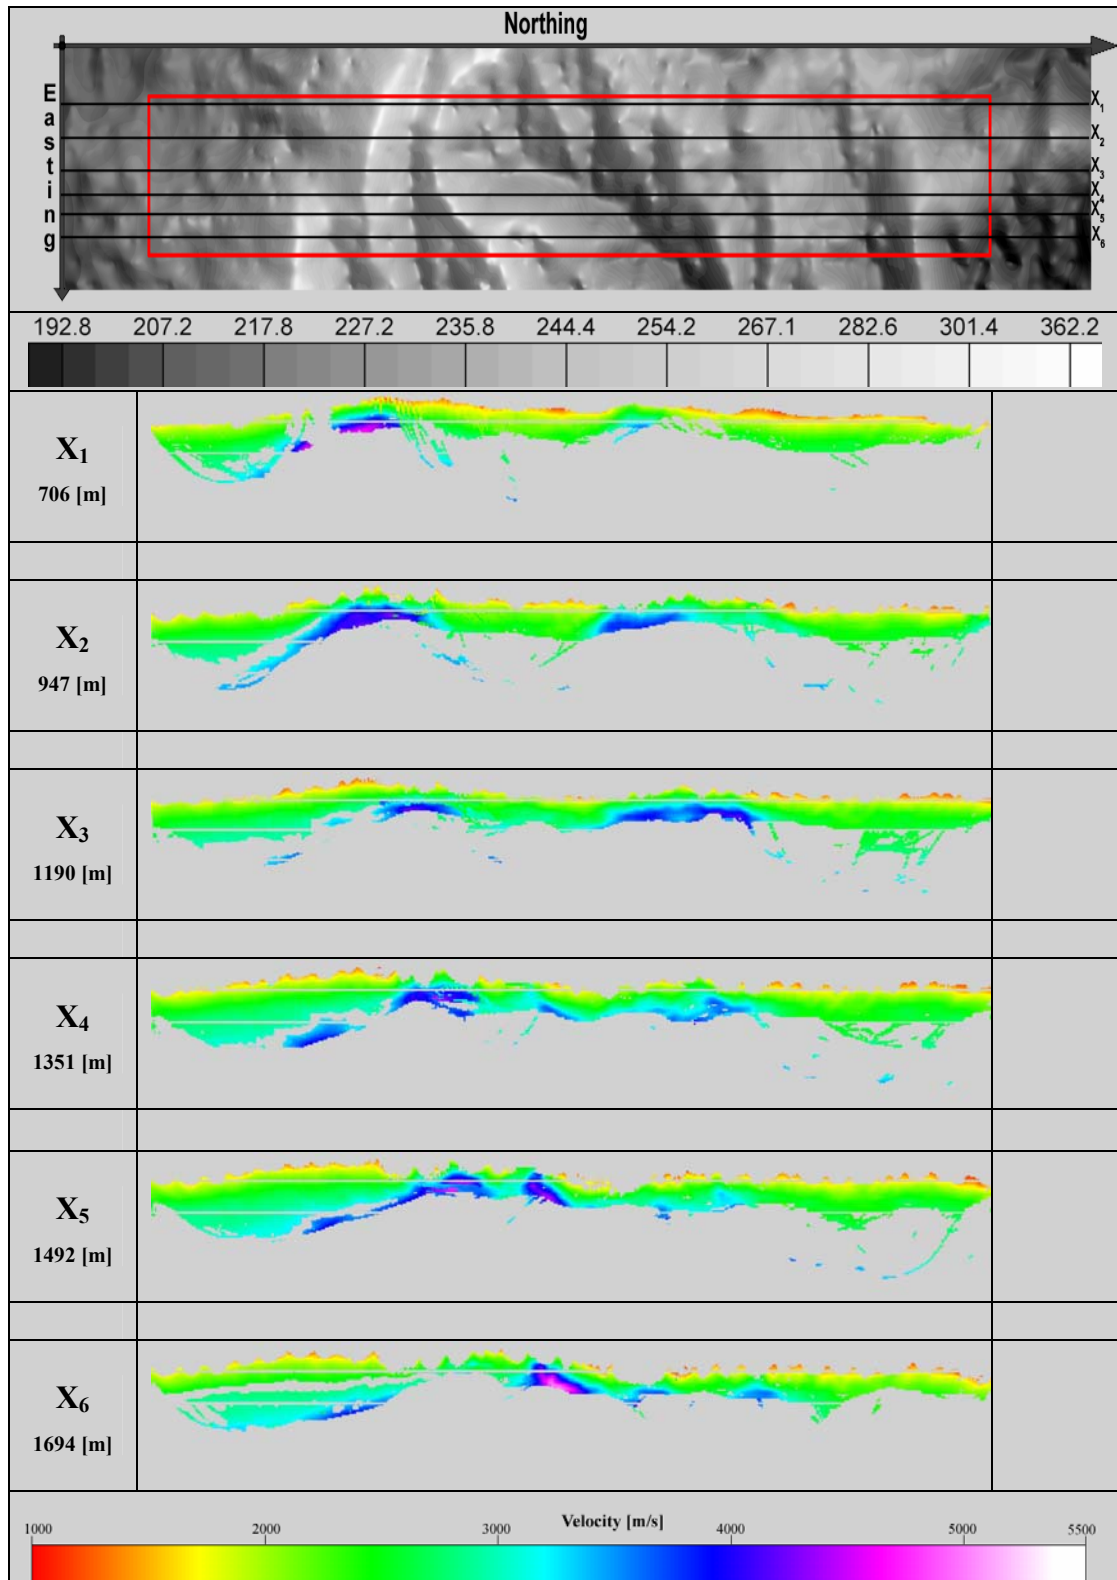 Northing
Easting
X1
X2
X3
X4
X5
X6
192.8 207.2 217.8 227.2 235.8 244.4 254.2 267.1 282.6 301.4 362.2
X1
706 [m]
X2
947 [m]
X3
1190 [m]
X4
1351 [m]
X5
1492 [m]
X6
1694 [m]
Velocity [m/s]
1000 2000 3000 4000 5000 5500